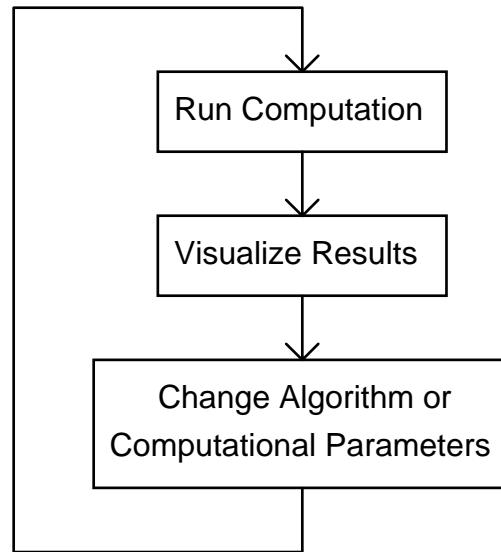 Run Computation
Visualize Results
Change Algorithm or
Computational Parameters